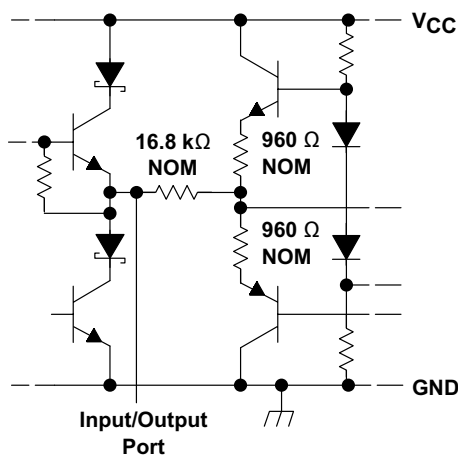 VCC
16.8 kΩ
NOM
960 Ω
NOM
960 Ω
NOM
GND
Input/Output
Port